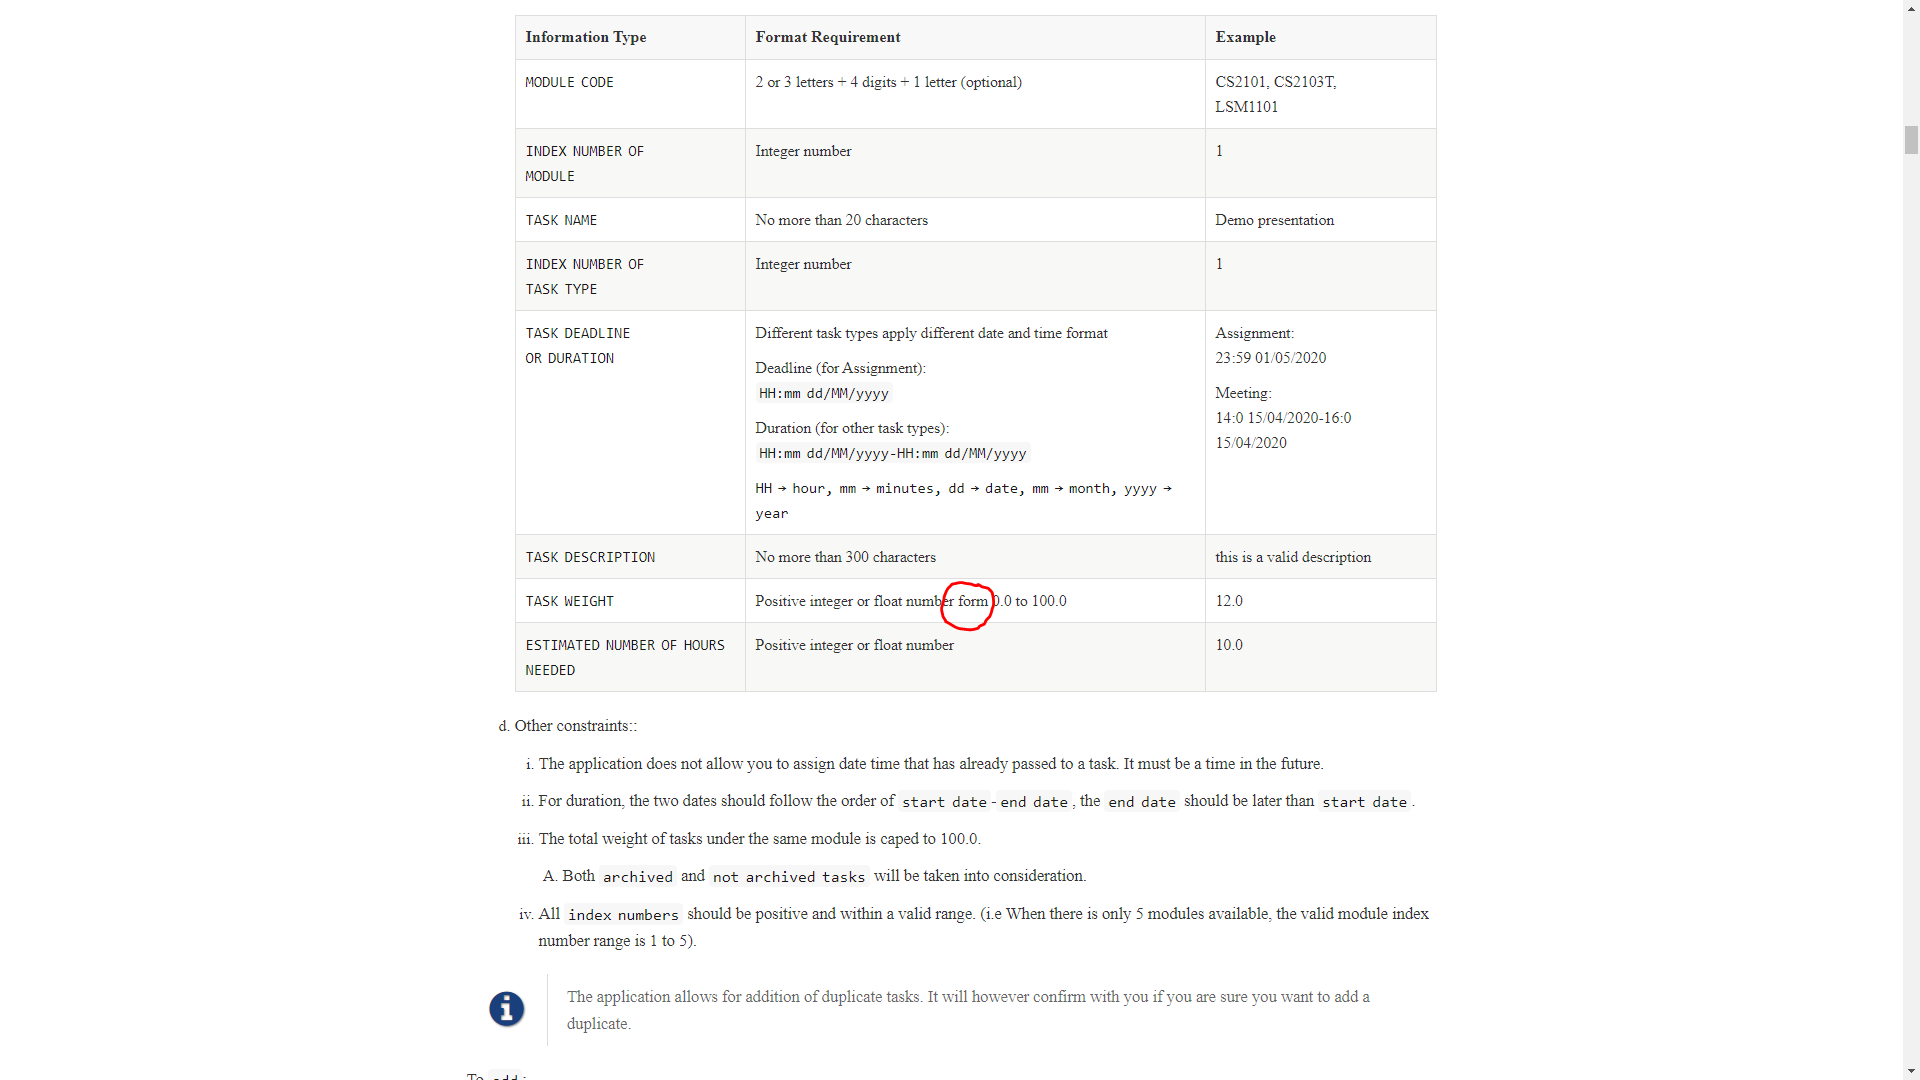 Information Type Format Requirement Example
MODULE CODE 2 or 3 letters + 4 digits + 1 letter (optional) CS2101, CS2103T,
LSM1101
INDEX NUMBER OF Integer number 1
MODULE
TASK NAME No more than 20 characters Demo presentation
INDEX NUMBER OF Integer number 1
TASK TYPE
TASK DEADLINE Different task types apply different date and time format Assignment:
OR DURATION 23:59 01/05/2020
Deadline (for Assignment):
HH:mm dd/MM/yyyy Meeting:
14:0 15/04/2020-16:0
Duration (for other task types): 15/04/2020
HH:mm dd/MM/yyyy-HH:mm dd/MM/yyyy
HH → hour, mm → minutes, dd → date, mm → month, yyyy →
year
TASK DESCRIPTION No more than 300 characters this is a valid description
TASK WEIGHT Positive integer or float number form 0.0 to 100.0 12.0
ESTIMATED NUMBER OF HOURS Positive integer or float number 10.0
NEEDED
d. Other constraints::
i. The application does not allow you to assign date time that has already passed to a task. It must be a time in the future.
ii. For duration, the two dates should follow the order of start date-end date, the end date should be later than start date.
iii. The total weight of tasks under the same module is caped to 100.0.
A. Both archived and not archived tasks will be taken into consideration.
iv. All index numbers should be positive and within a valid range. (i.e When there is only 5 modules available, the valid module index
number range is 1 to 5).
The application allows for addition of duplicate tasks. It will however confirm with you if you are sure you want to add a
duplicate.
To add: